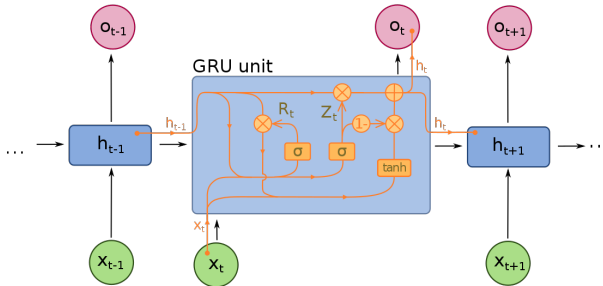 o_{t-1}
o_t
o_{t+1}
GRU unit
h_t
h_{t-1}
R_t
Z_t
1-
h_t
... h_{t-1}
σ
σ
h_{t+1} ...
tanh
x_t
x_{t-1}
x_t
x_{t+1}